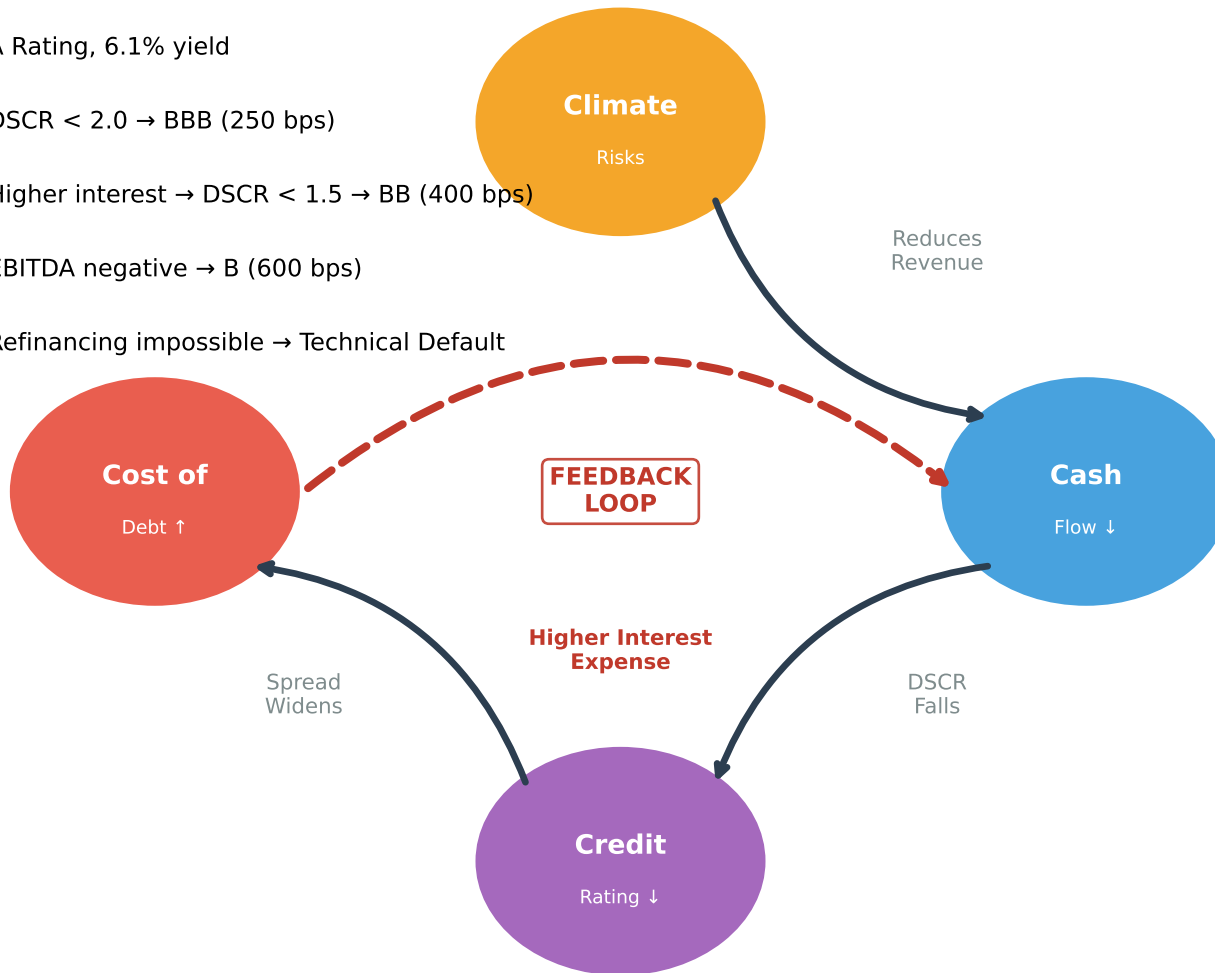 Rating, 6.1% yield
DSCR < 2.0 → BBB (250 bps)
Higher interest → DSCR < 1.5 → BB (400 bps)
EBITDA negative → B (600 bps)
Refinancing impossible → Technical Default
Climate
Risks
Reduces
Revenue
Cost of
Debt ↑
FEEDBACK
LOOP
Cash
Flow ↓
Higher Interest
Expense
Spread
Widens
DSCR
Falls
Credit
Rating ↓